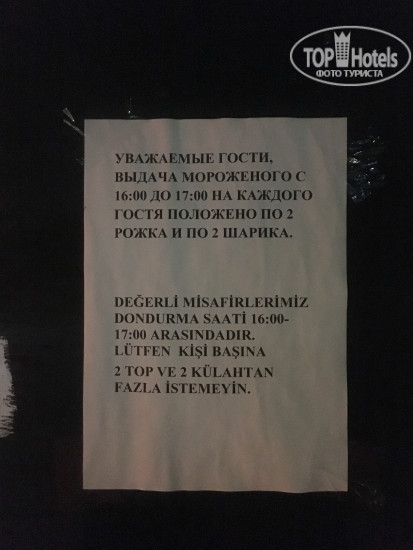 TOP Hotels
ФОТО ТУРИСТА
УВАЖАЕМЫЕ ГОСТИ,
ВЫДАЧА МОРОЖЕНОГО С
16:00 ДО 17:00 НА КАЖДОГО
ГОСТЯ ПОЛОЖЕНО ПО 2
РОЖКА И ПО 2 ШАРИКА.
DEĞERLİ MİSAFİRLERİMİZ
DONDURMA SAATİ 16:00-
17:00 ARASINDADIR.
LÜTFEN KİŞİ BAŞINA
2 TOP VE 2 KÜLAHTAN
FAZLA İSTEMEYİN.